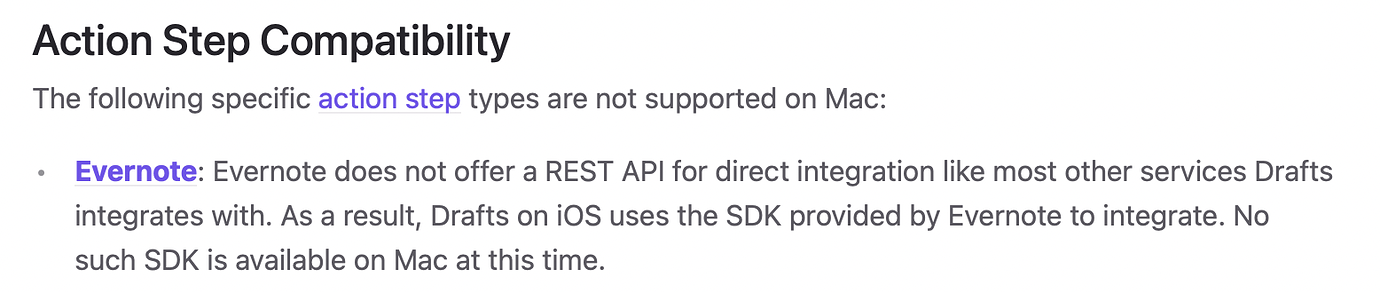 Action Step Compatibility
The following specific action step types are not supported on Mac:
• Evernote: Evernote does not offer a REST API for direct integration like most other services Drafts
integrates with. As a result, Drafts on iOS uses the SDK provided by Evernote to integrate. No
such SDK is available on Mac at this time.